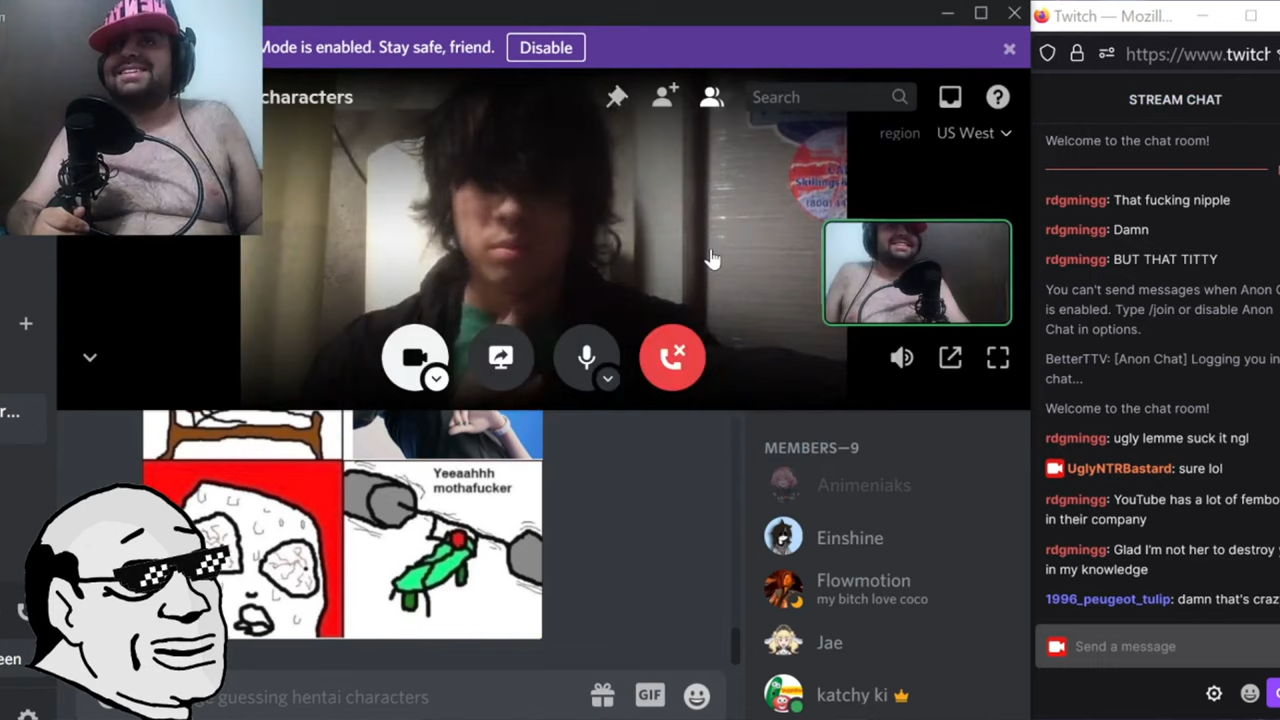 Mode is enabled. Stay safe, friend.
Disable
characters
Search
region
US West
Yeeaahhh
mothafucker
guessing hentai characters
GIF
MEMBERS—9
Animeniaks
Einshine
Flowmotion
my bitch love coco
Jae
katchy ki
Twitch — Mozill...
https://www.twitch
STREAM CHAT
Welcome to the chat room!
rdgmingg: That fucking nipple
rdgmingg: Damn
rdgmingg: BUT THAT TITTY
You can't send messages when Anon C
is enabled. Type /join or disable Anon
Chat in options.
BetterTTV: [Anon Chat] Logging you in
chat...
Welcome to the chat room!
rdgmingg: ugly lemme suck it ngl
UglyNTRBastard: sure lol
rdgmingg: YouTube has a lot of fembo
in their company
rdgmingg: Glad I'm not her to destroy
in my knowledge
1996_peugeot_tulip: damn that's craz
Send a message